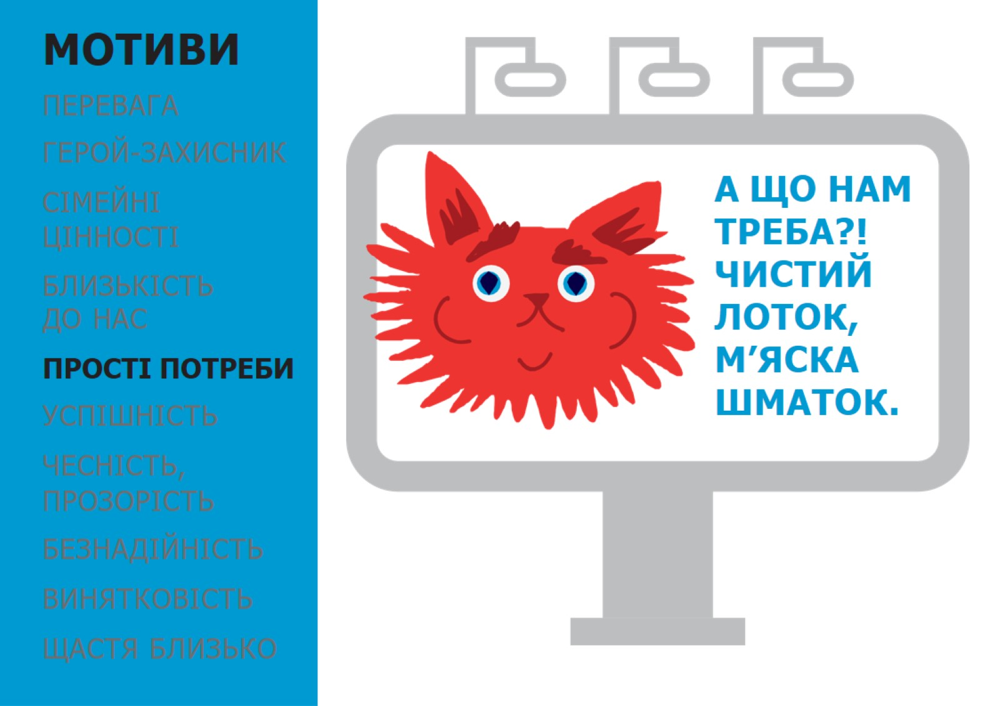 МОТИВИ
ПЕРЕВАГА
ГЕРОЙ-ЗАХИСНИК
СІМЕЙНІ
ЦІННОСТІ
БЛИЗЬКІСТЬ
ДО НАС
ПРОСТІ ПОТРЕБИ
УСПІШНІСТЬ
ЧЕСНІСТЬ,
ПРОЗОРІСТЬ
БЕЗНАДІЙНІСТЬ
ВИНЯТКОВІСТЬ
ЩАСТЯ БЛИЗЬКО
А ЩО НАМ
ТРЕБА?!
ЧИСТИЙ
ЛОТОК,
М’ЯСКА
ШМАТОК.